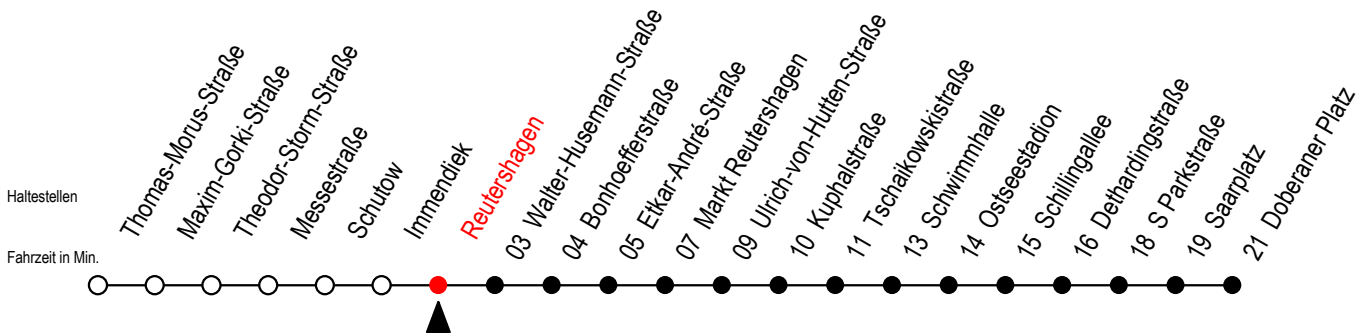 Haltestellen
Fahrzeit in Min.
Thomas-Morus-Straße
Maxim-Gorki-Straße
Theodor-Storm-Straße
Messestraße
Schutow
Immendiek
Reutershagen
03 Walter-Husemann-Straße
04 Bonhoefferstraße
05 Etkar-André-Straße
07 Markt Reutershagen
09 Ulrich-von-Hutten-Straße
10 Kuphalstraße
11 Tschaikowskistraße
13 Schwimmhalle
14 Ostseestadion
15 Schillingallee
16 Dethardingstraße
18 S Parkstraße
19 Saarplatz
21 Doberaner Platz